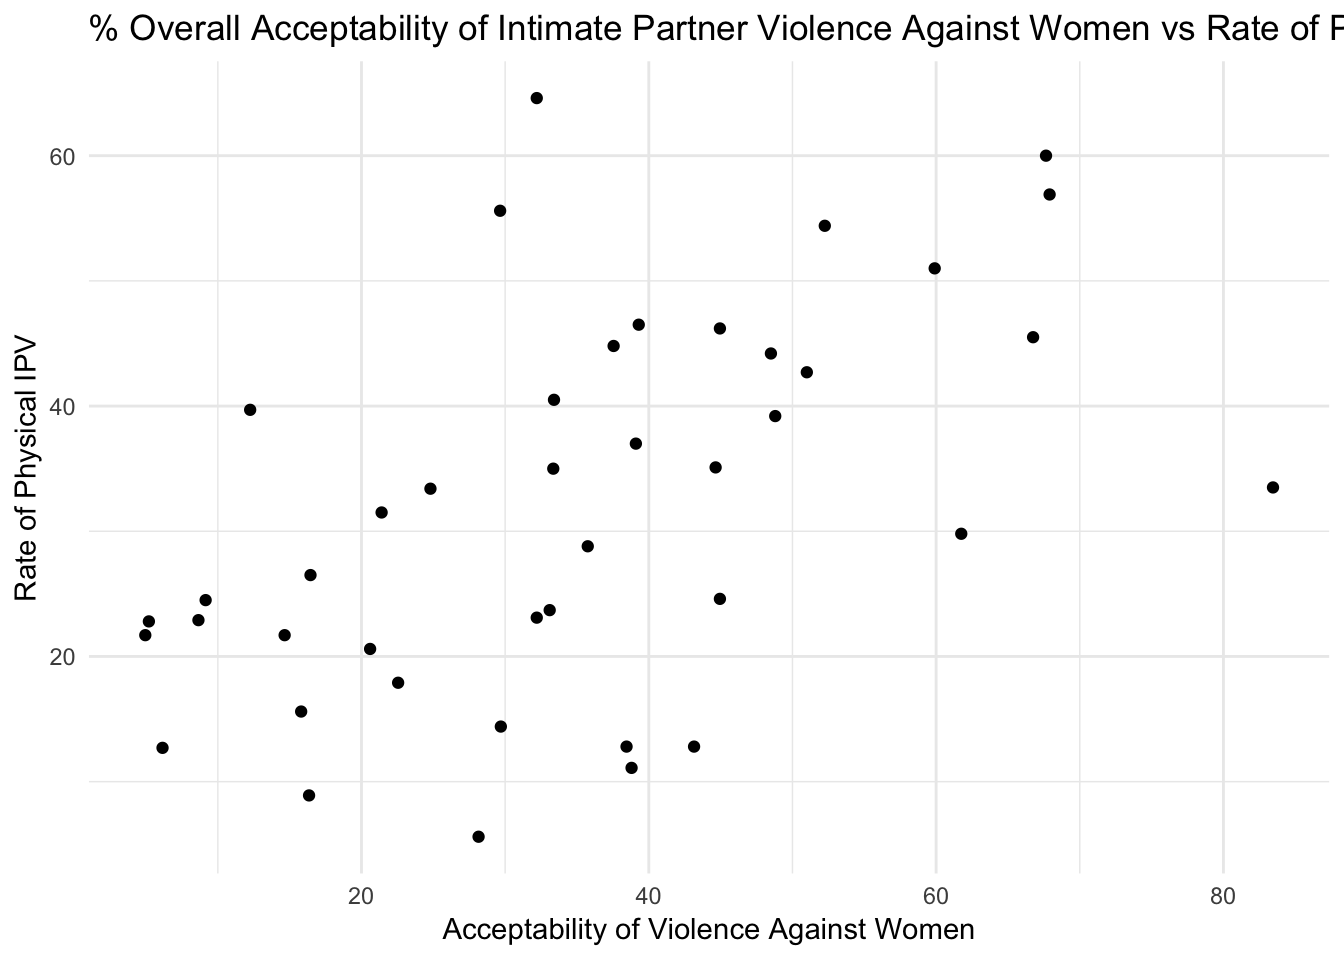 % Overall Acceptability of Intimate Partner Violence Against Women vs Rate of
60
40
20
Rate of Physical IPV
20 40 60 80
Acceptability of Violence Against Women